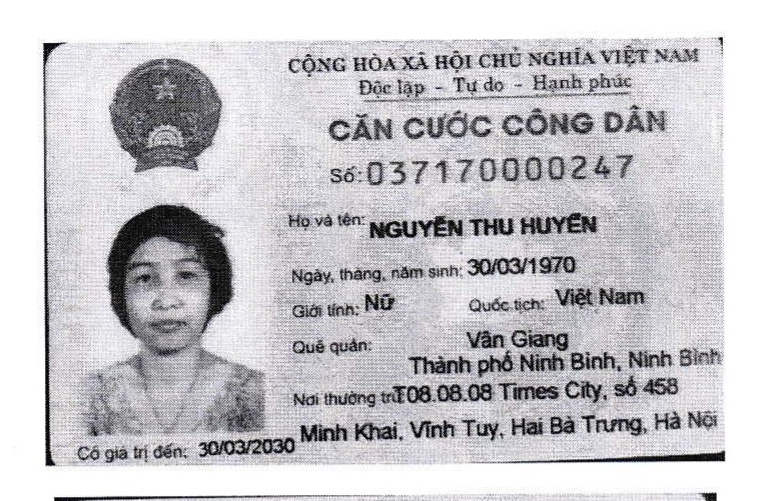 CỘNG HÒA XÃ HỘI CHỦ NGHĨA VIỆT NAM
Độc lập - Tự do - Hạnh phúc
CĂN CƯỚC CÔNG DÂN
Số: 037170000247
Họ và tên: NGUYỄN THU HUYỀN
Ngày, tháng, năm sinh: 30/03/1970
Giới tính: Nữ Quốc tịch: Việt Nam
Quê quán: Vân Giang
Thành phố Ninh Bình, Ninh Bình
Nơi thường trú: T08.08.08 Times City, số 458
Minh Khai, Vĩnh Tuy, Hai Bà Trưng, Hà Nội
Có giá trị đến: 30/03/2030